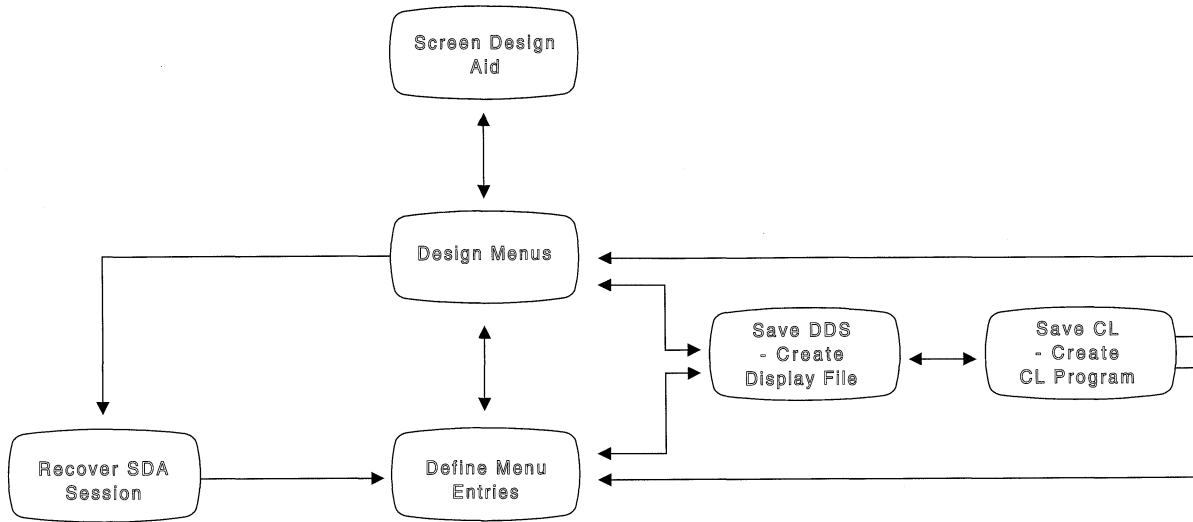 Screen Design
Aid
Design Menus
Save DDS
- Create
Display File
Save CL
- Create
CL Program
Recover SDA
Session
Define Menu
Entries